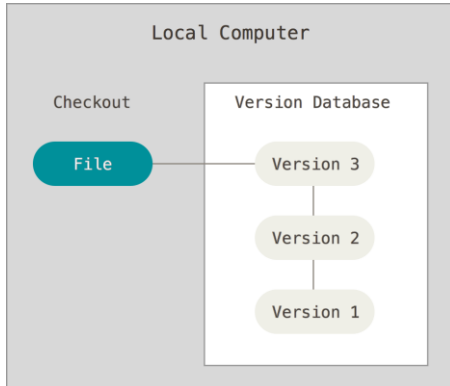 Local Computer
Checkout
Version Database
File
Version 3
Version 2
Version 1